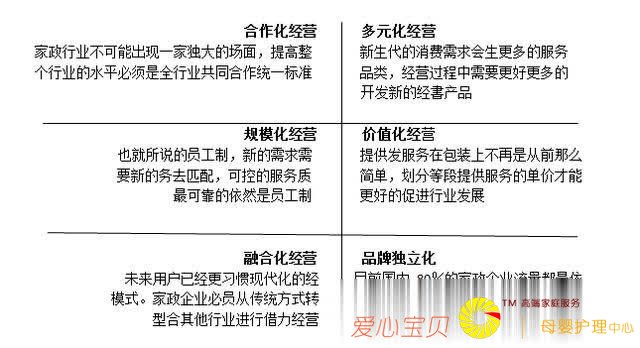 合作化经营
家政行业不可能出现一家独大的场面，提高整
个行业的水平必须是全行业共同合作统一标准
多元化经营
新生代的消费需求会生更多的服务
品类，经营过程中需要更好更多的
开发新的经書产品
规模化经营
也就所说的员工制，新的需求需
要新的务去匹配，可控的服务质
最可靠的依然是员工制
价值化经营
提供发服务在包装上不再是从前那么
简单，划分等段提供服务的单价才能
更好的促进行业发展
融合化经营
未来用户已经更习惯现代化的经
模式。家政企业必员从传统方式转
型合其他行业进行借力经营
品牌独立化
目前国内 80%的家政企业流量都是依
TM 高端家庭服务
爱心宝贝
母婴护理中心